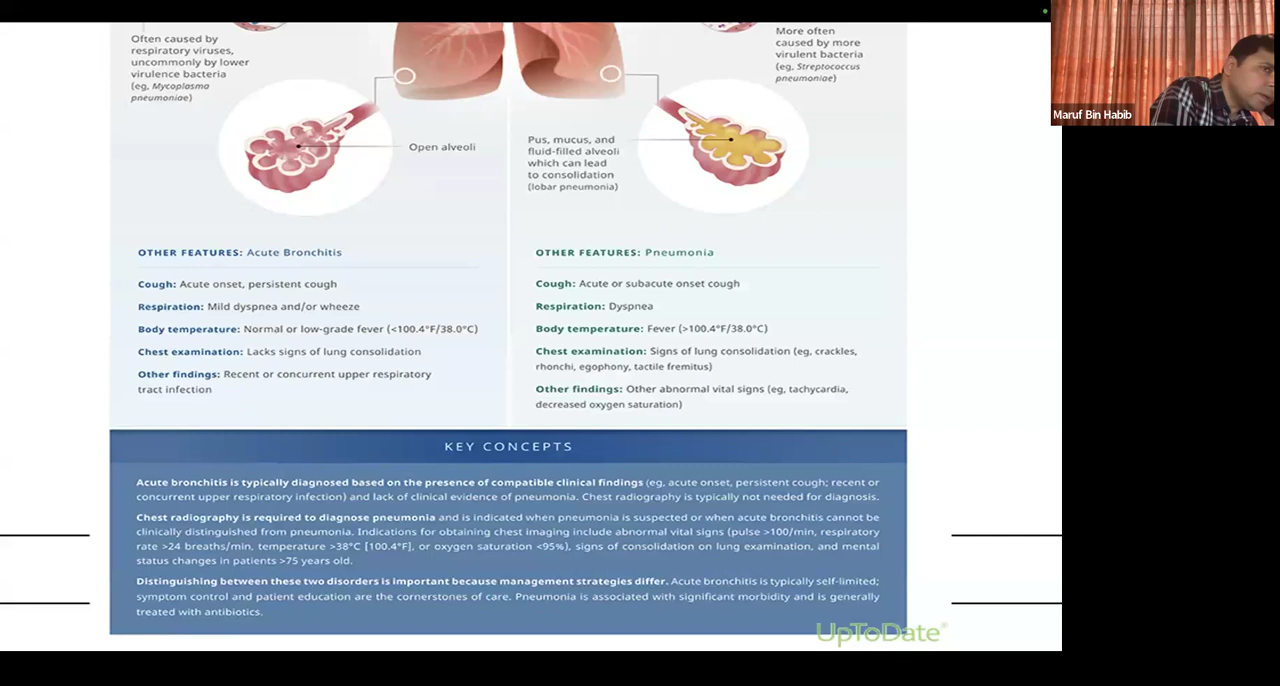 Often caused by
respiratory viruses,
uncommonly by lower
virulence bacteria
(eg, Mycoplasma
pneumoniae)
More often
caused by more
virulent bacteria
(eg, Streptococcus
pneumoniae)
Maruf Bin Habib
Open alveoli
Pus, mucus, and
fluid-filled alveoli
which can lead
to consolidation
(lobar pneumonia)
OTHER FEATURES: Acute Bronchitis
Cough: Acute onset, persistent cough
Respiration: Mild dyspnea and/or wheeze
Body temperature: Normal or low-grade fever (<100.4°F/38.0°C)
Chest examination: Lacks signs of lung consolidation
Other findings: Recent or concurrent upper respiratory
tract infection
OTHER FEATURES: Pneumonia
Cough: Acute or subacute onset cough
Respiration: Dyspnea
Body temperature: Fever (>100.4°F/38.0°C)
Chest examination: Signs of lung consolidation (eg, crackles,
rhonchi, egophony, tactile fremitus)
Other findings: Other abnormal vital signs (eg, tachycardia,
decreased oxygen saturation)
KEY CONCEPTS
Acute bronchitis is typically diagnosed based on the presence of compatible clinical findings (eg, acute onset, persistent cough; recent or
concurrent upper respiratory infection) and lack of clinical evidence of pneumonia. Chest radiography is typically not needed for diagnosis.
Chest radiography is required to diagnose pneumonia and is indicated when pneumonia is suspected or when acute bronchitis cannot be
clinically distinguished from pneumonia. Indications for obtaining chest imaging include abnormal vital signs (pulse >100/min, respiratory
rate >24 breaths/min, temperature >38°C [100.4°F], or oxygen saturation <95%), signs of consolidation on lung examination, and mental
status changes in patients >75 years old.
Distinguishing between these two disorders is important because management strategies differ. Acute bronchitis is typically self-limited;
symptom control and patient education are the cornerstones of care. Pneumonia is associated with significant morbidity and is generally
treated with antibiotics.
UpToDate®